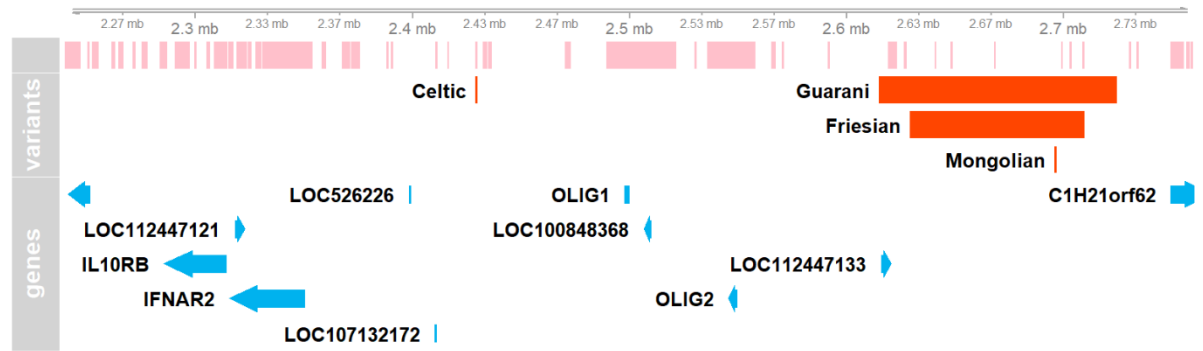 2.27 mb 2.3 mb 2.33 mb 2.37 mb 2.4 mb 2.43 mb 2.47 mb 2.5 mb 2.53 mb 2.57 mb 2.6 mb 2.63 mb 2.67 mb 2.7 mb 2.73 mb
variants
Celtic Guarani
Friesian
Mongolian
genes
LOC526226 OLIG1 C1H21orf62
LOC112447121 LOC100848368
IL10RB LOC112447133
IFNAR2 OLIG2
LOC107132172